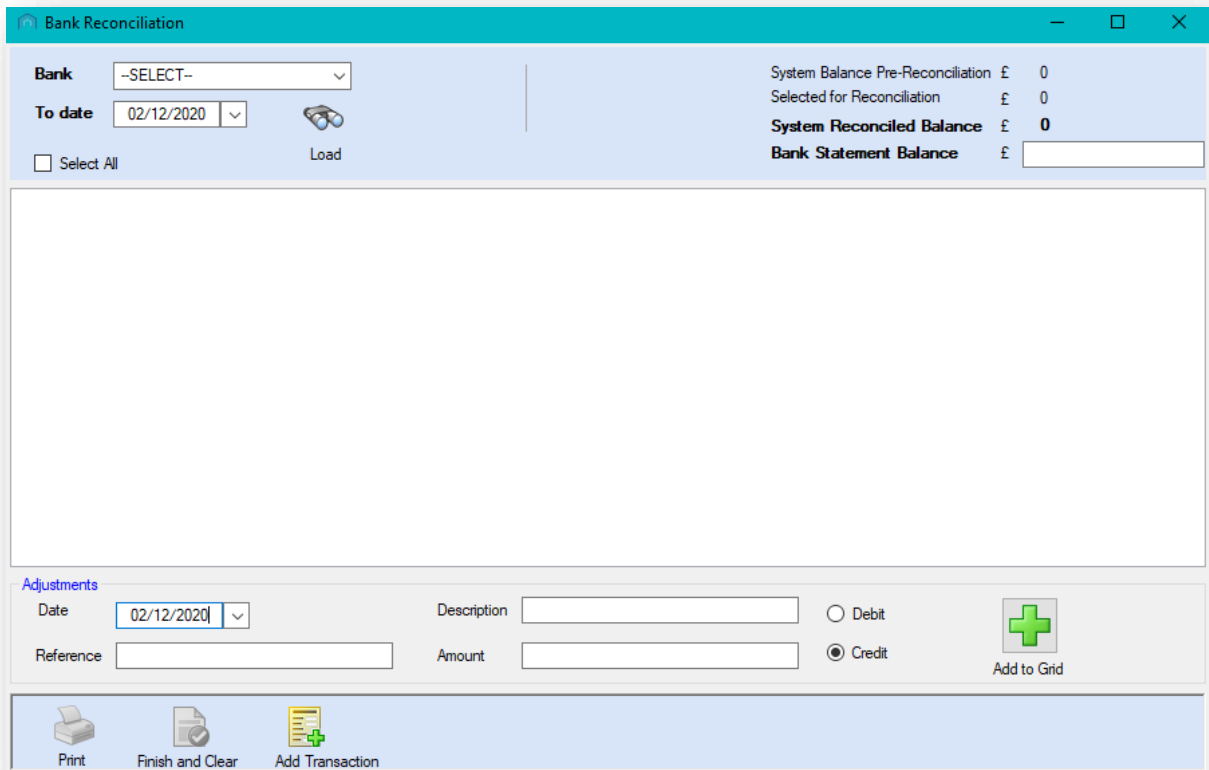 Bank Reconciliation
Bank --SELECT--
To date 02/12/2020
Load
Select All
System Balance Pre-Reconciliation £ 0
Selected for Reconciliation £ 0
System Reconciled Balance £ 0
Bank Statement Balance £
Adjustments
Date 02/12/2020 Description Debit
Reference Amount Credit
Add to Grid
Print Finish and Clear Add Transaction